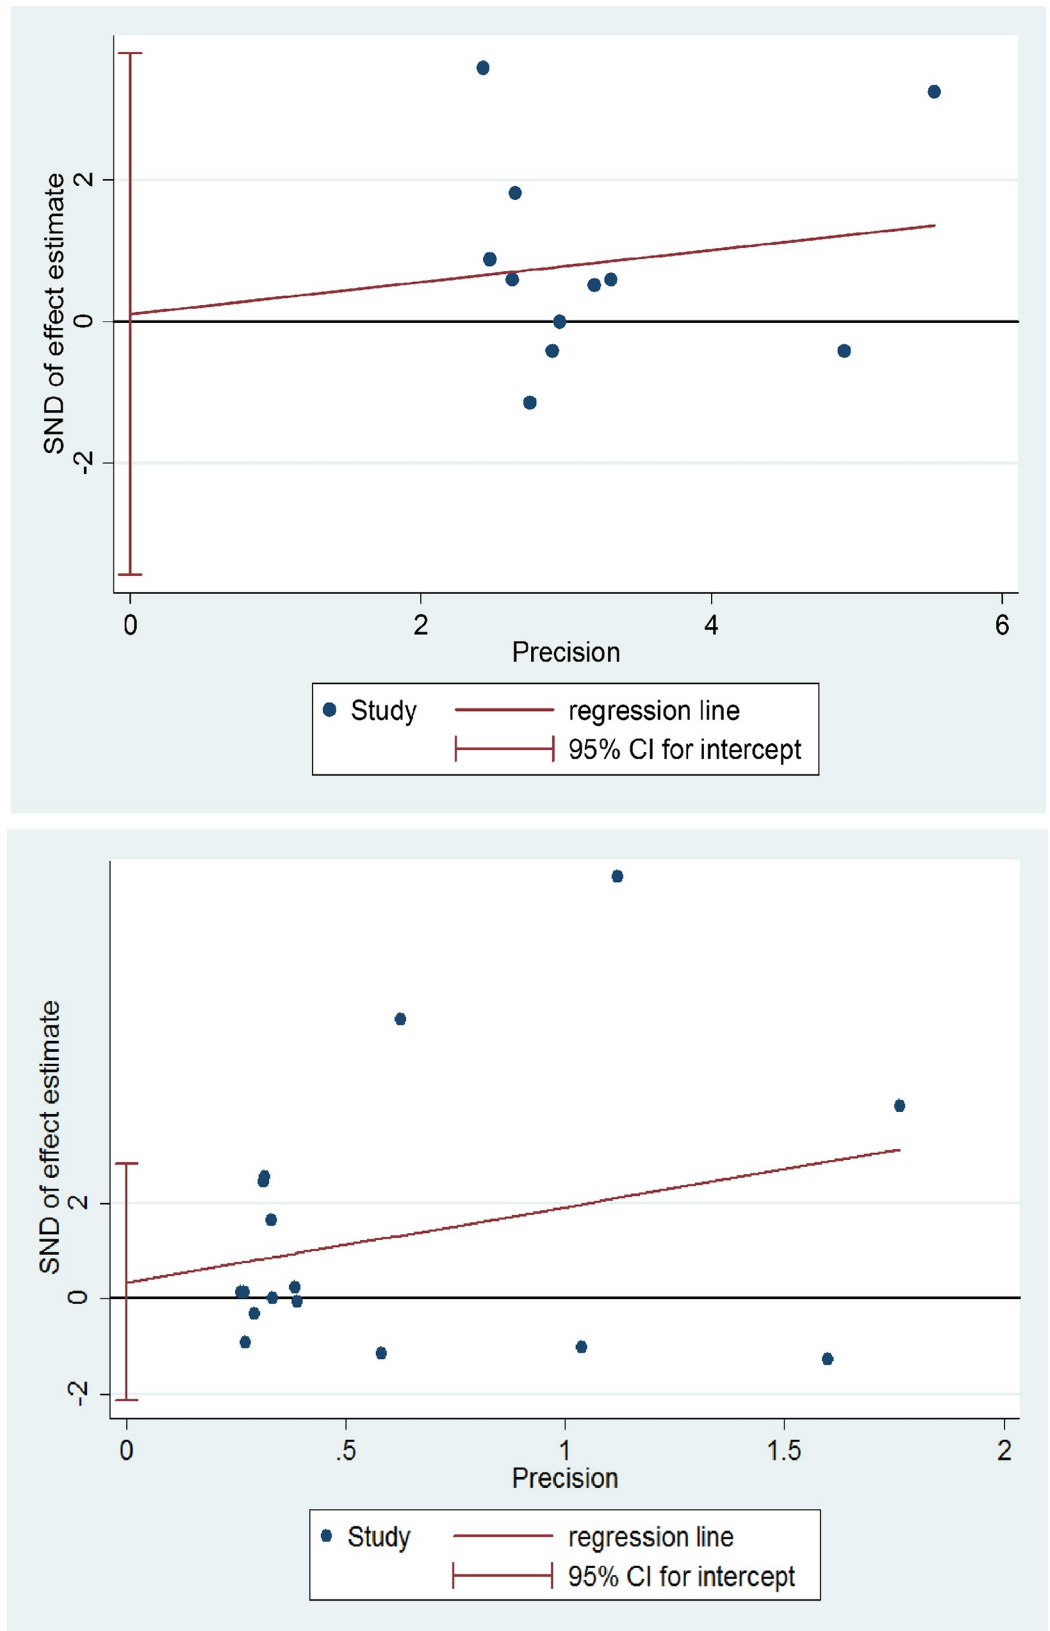 SND of effect estimate
2
0
-2
0 2 4 6
Precision
Study regression line
95% CI for intercept
SND of effect estimate
2
0
-2
0 .5 1 1.5 2
Precision
Study regression line
95% CI for intercept